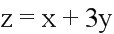 z = x + 3y